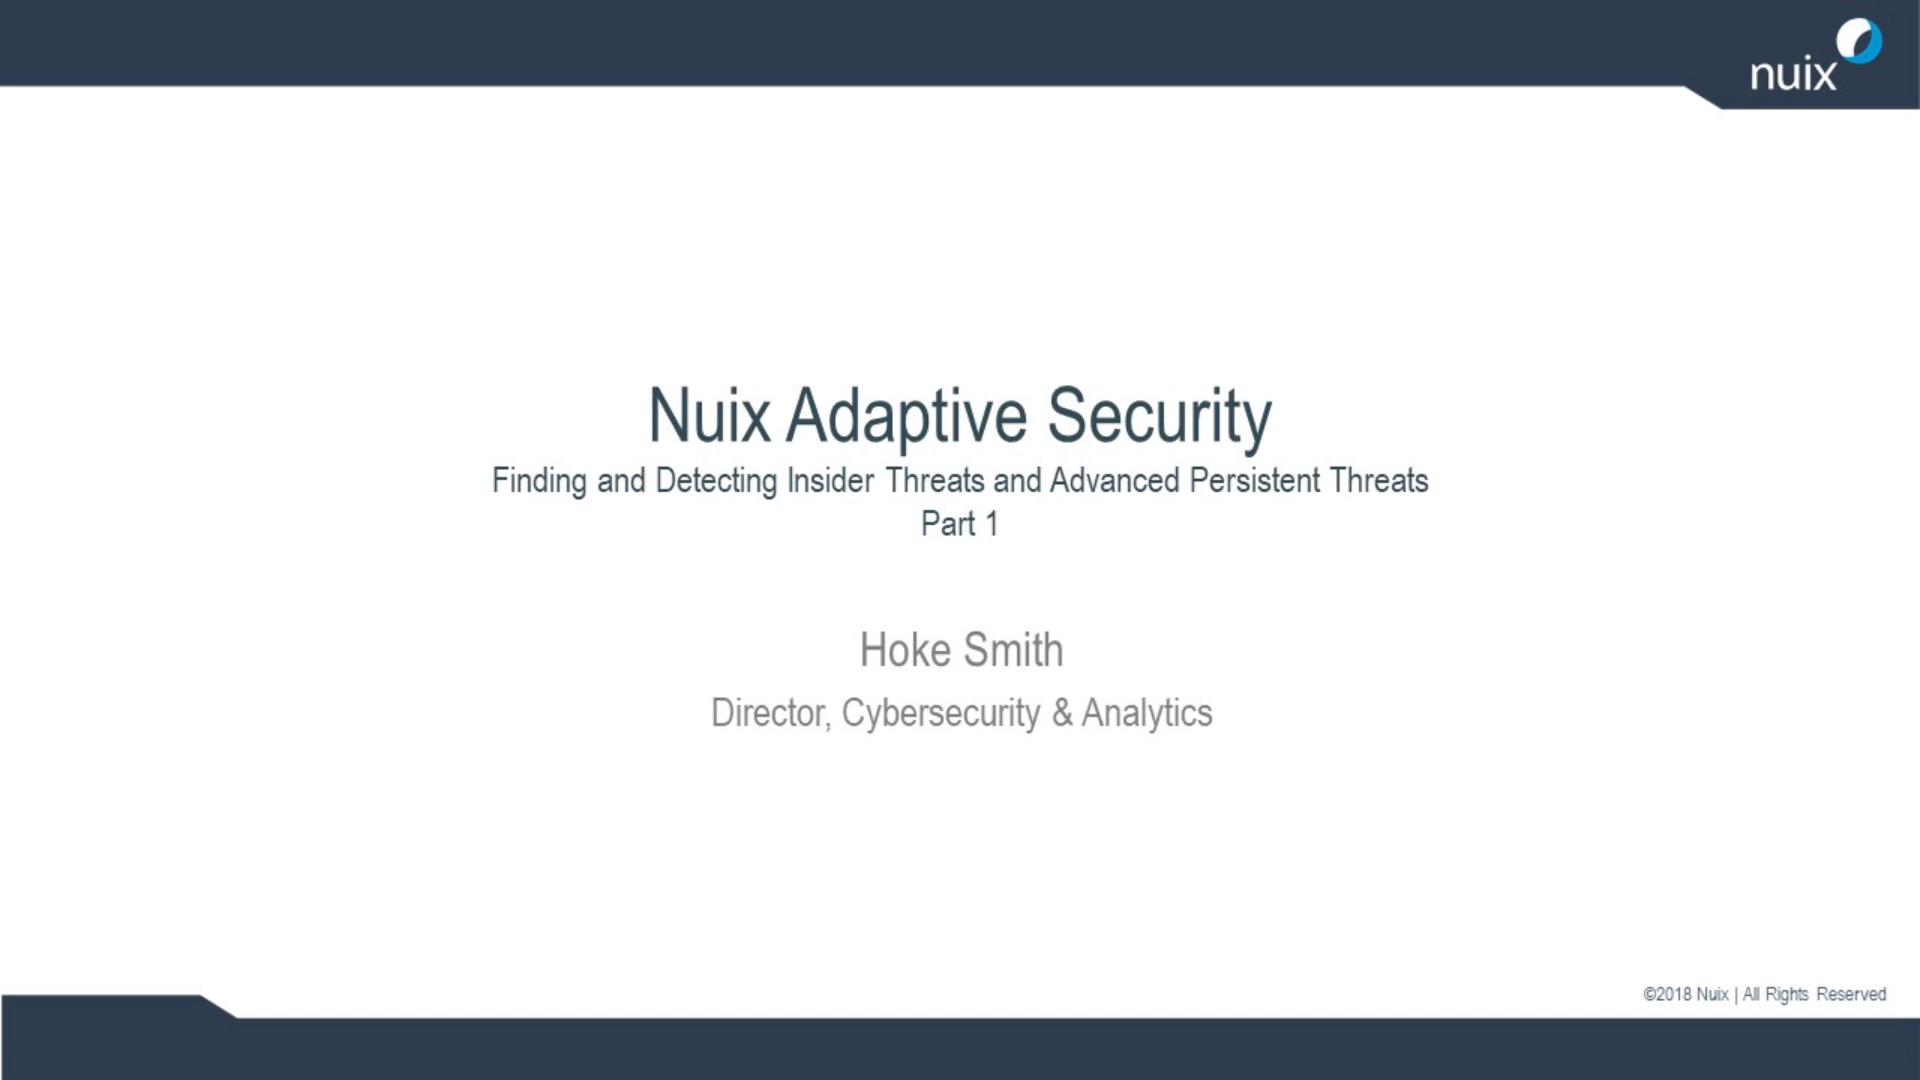 nuix
Nuix Adaptive Security
Finding and Detecting Insider Threats and Advanced Persistent Threats
Part 1
Hoke Smith
Director, Cybersecurity & Analytics
©2018 Nuix | All Rights Reserved